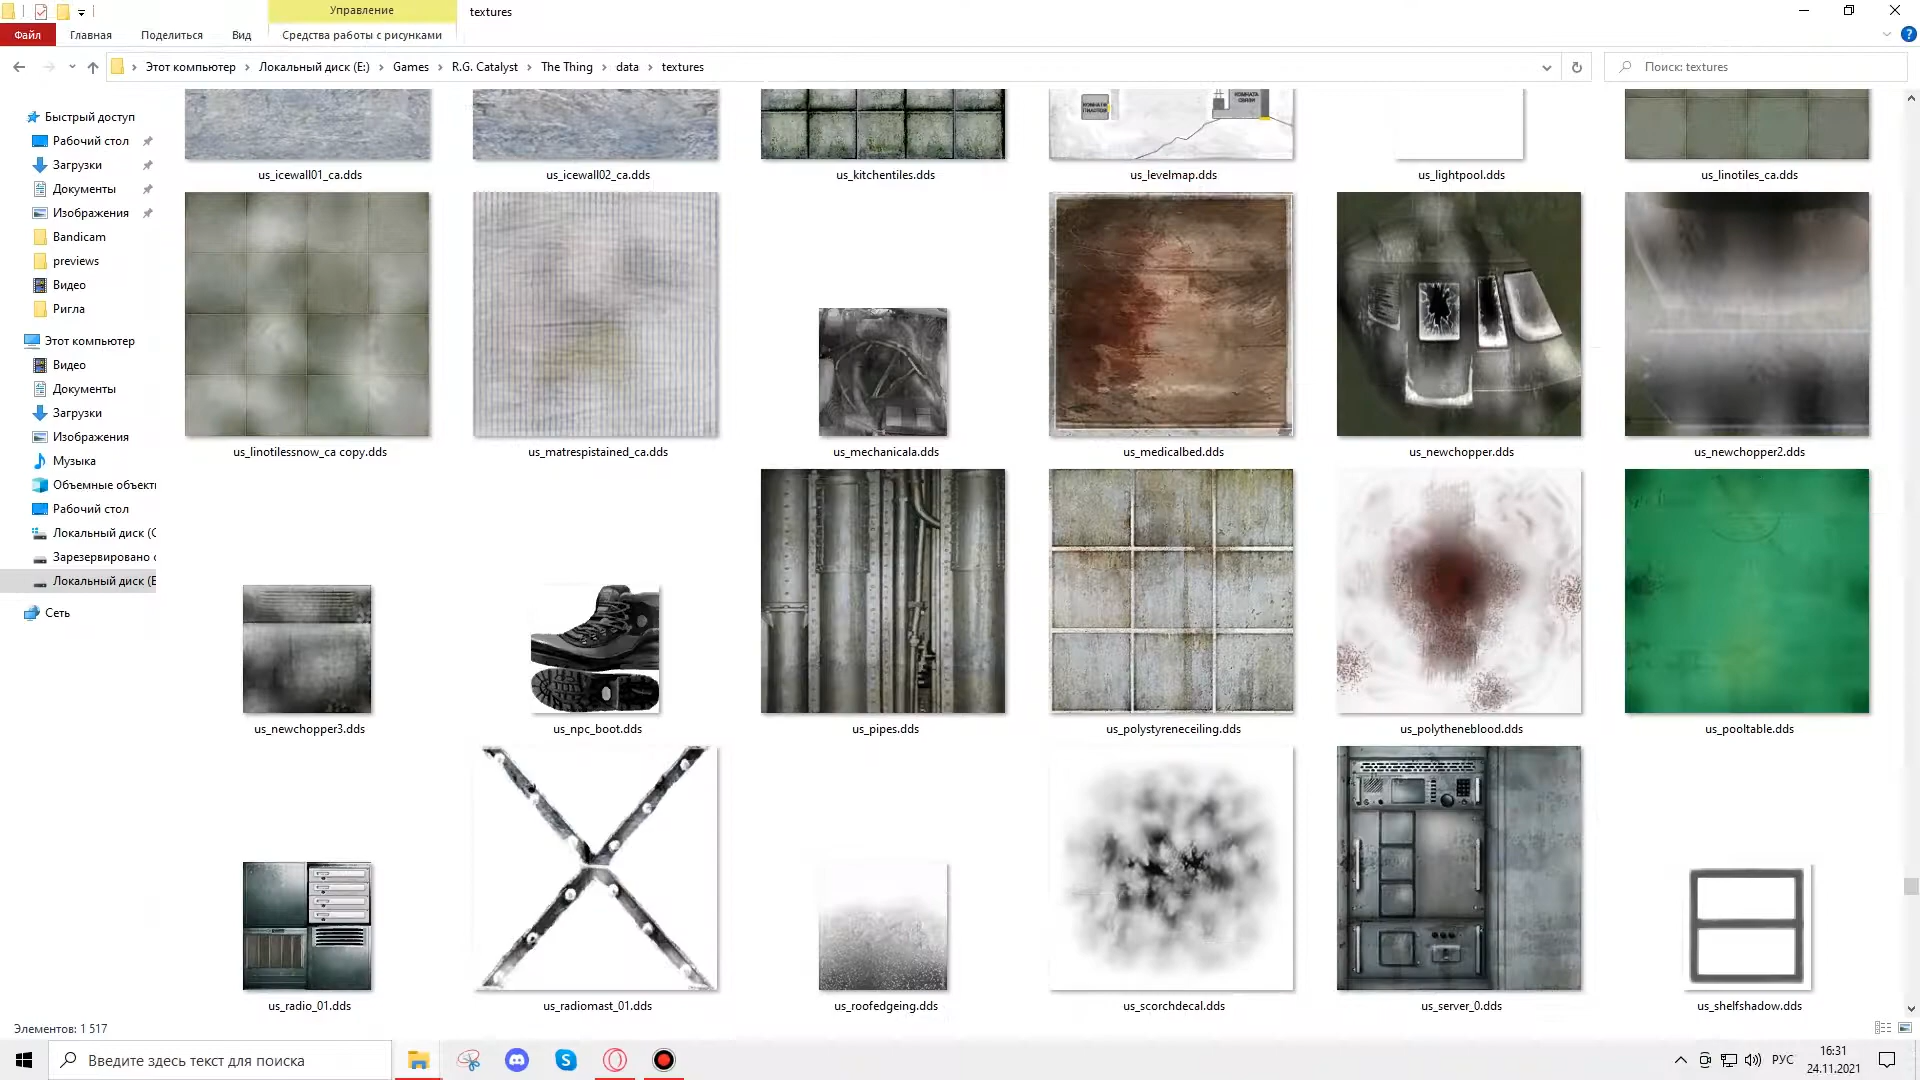 Управление
textures
Файл
Главная
Поделиться
Вид
Средства работы с рисунками
Этот компьютер
Локальный диск (E:)
Games
R.G. Catalyst
The Thing
data
textures
Поиск: textures
Быстрый доступ
Рабочий стол
Загрузки
Документы
Изображения
Bandicam
previews
Видео
Ригла
Этот компьютер
Видео
Документы
Загрузки
Изображения
Музыка
Объемные объект
Рабочий стол
Локальный диск (C
Зарезервировано
Локальный диск (E
Сеть
КОМНАТА
СВЯЗИ
КОМНАТА
us_icewall01_ca.dds
us_icewall02_ca.dds
us_kitchentiles.dds
us_levelmap.dds
us_lightpool.dds
us_linotiles_ca.dds
us_linotilessnow_ca copy.dds
us_matrespistained_ca.dds
us_mechanicala.dds
us_medicalbed.dds
us_newchopper.dds
us_newchopper2.dds
us_newchopper3.dds
us_npc_boot.dds
us_pipes.dds
us_polystyreneceiling.dds
us_polytheneblood.dds
us_pooltable.dds
us_radio_01.dds
us_radiomast_01.dds
us_roofedgeing.dds
us_scorchdecal.dds
us_server_0.dds
us_shelfshadow.dds
Элементов: 1 517
Введите здесь текст для поиска
РУС
16:31
24.11.2021